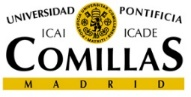 UNIVERSIDAD PONTIFICIA
ICAI ICADE
COMILLAS
MADRID